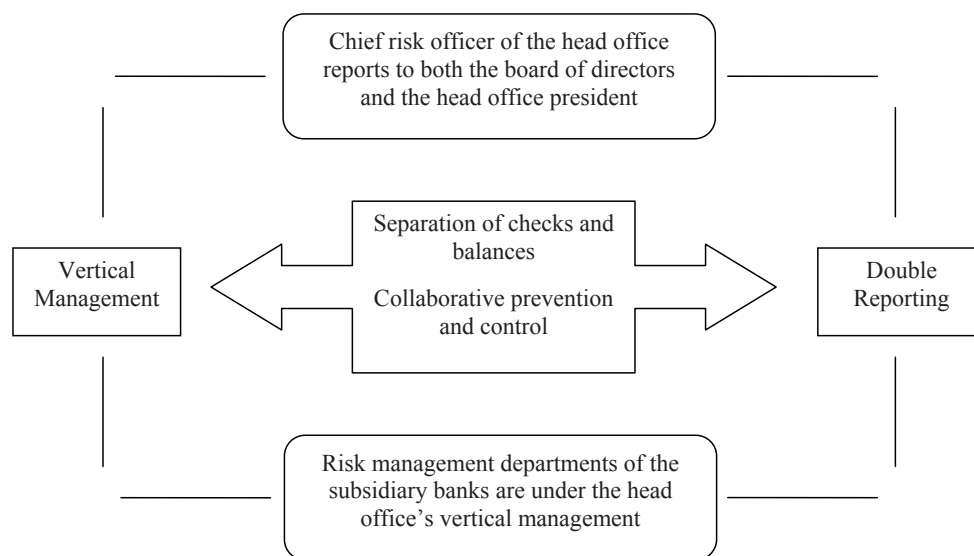 Chief risk officer of the head office
reports to both the board of directors
and the head office president
Separation of checks and
balances
Collaborative prevention
and control
Vertical
Management
Double
Reporting
Risk management departments of the
subsidiary banks are under the head
office's vertical management